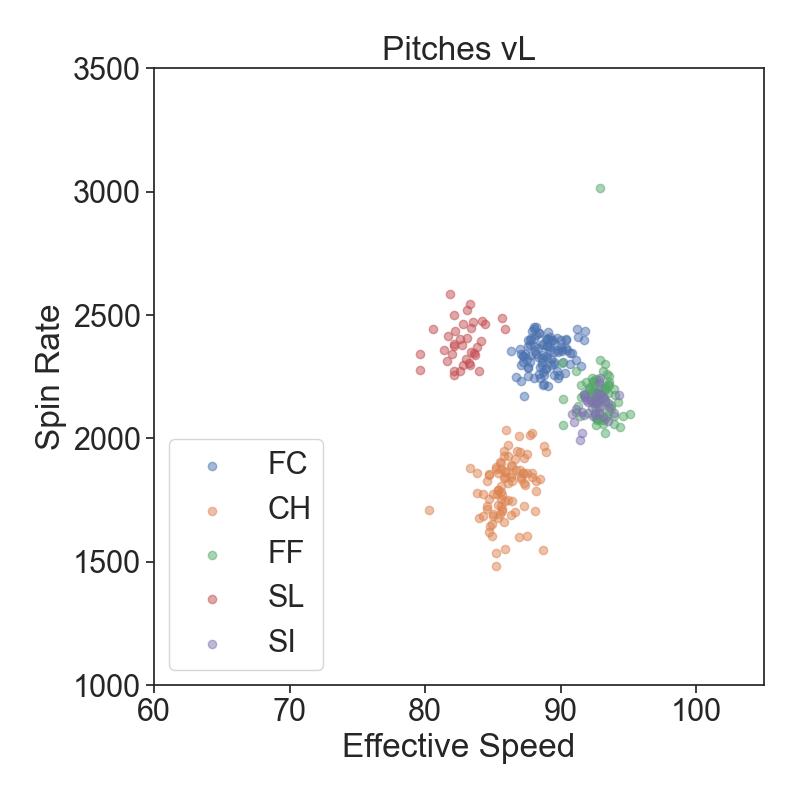 Pitches vL
3500
3000
2500
2000
1500
1000
Spin Rate
FC
CH
FF
SL
SI
60 70 80 90 100
Effective Speed